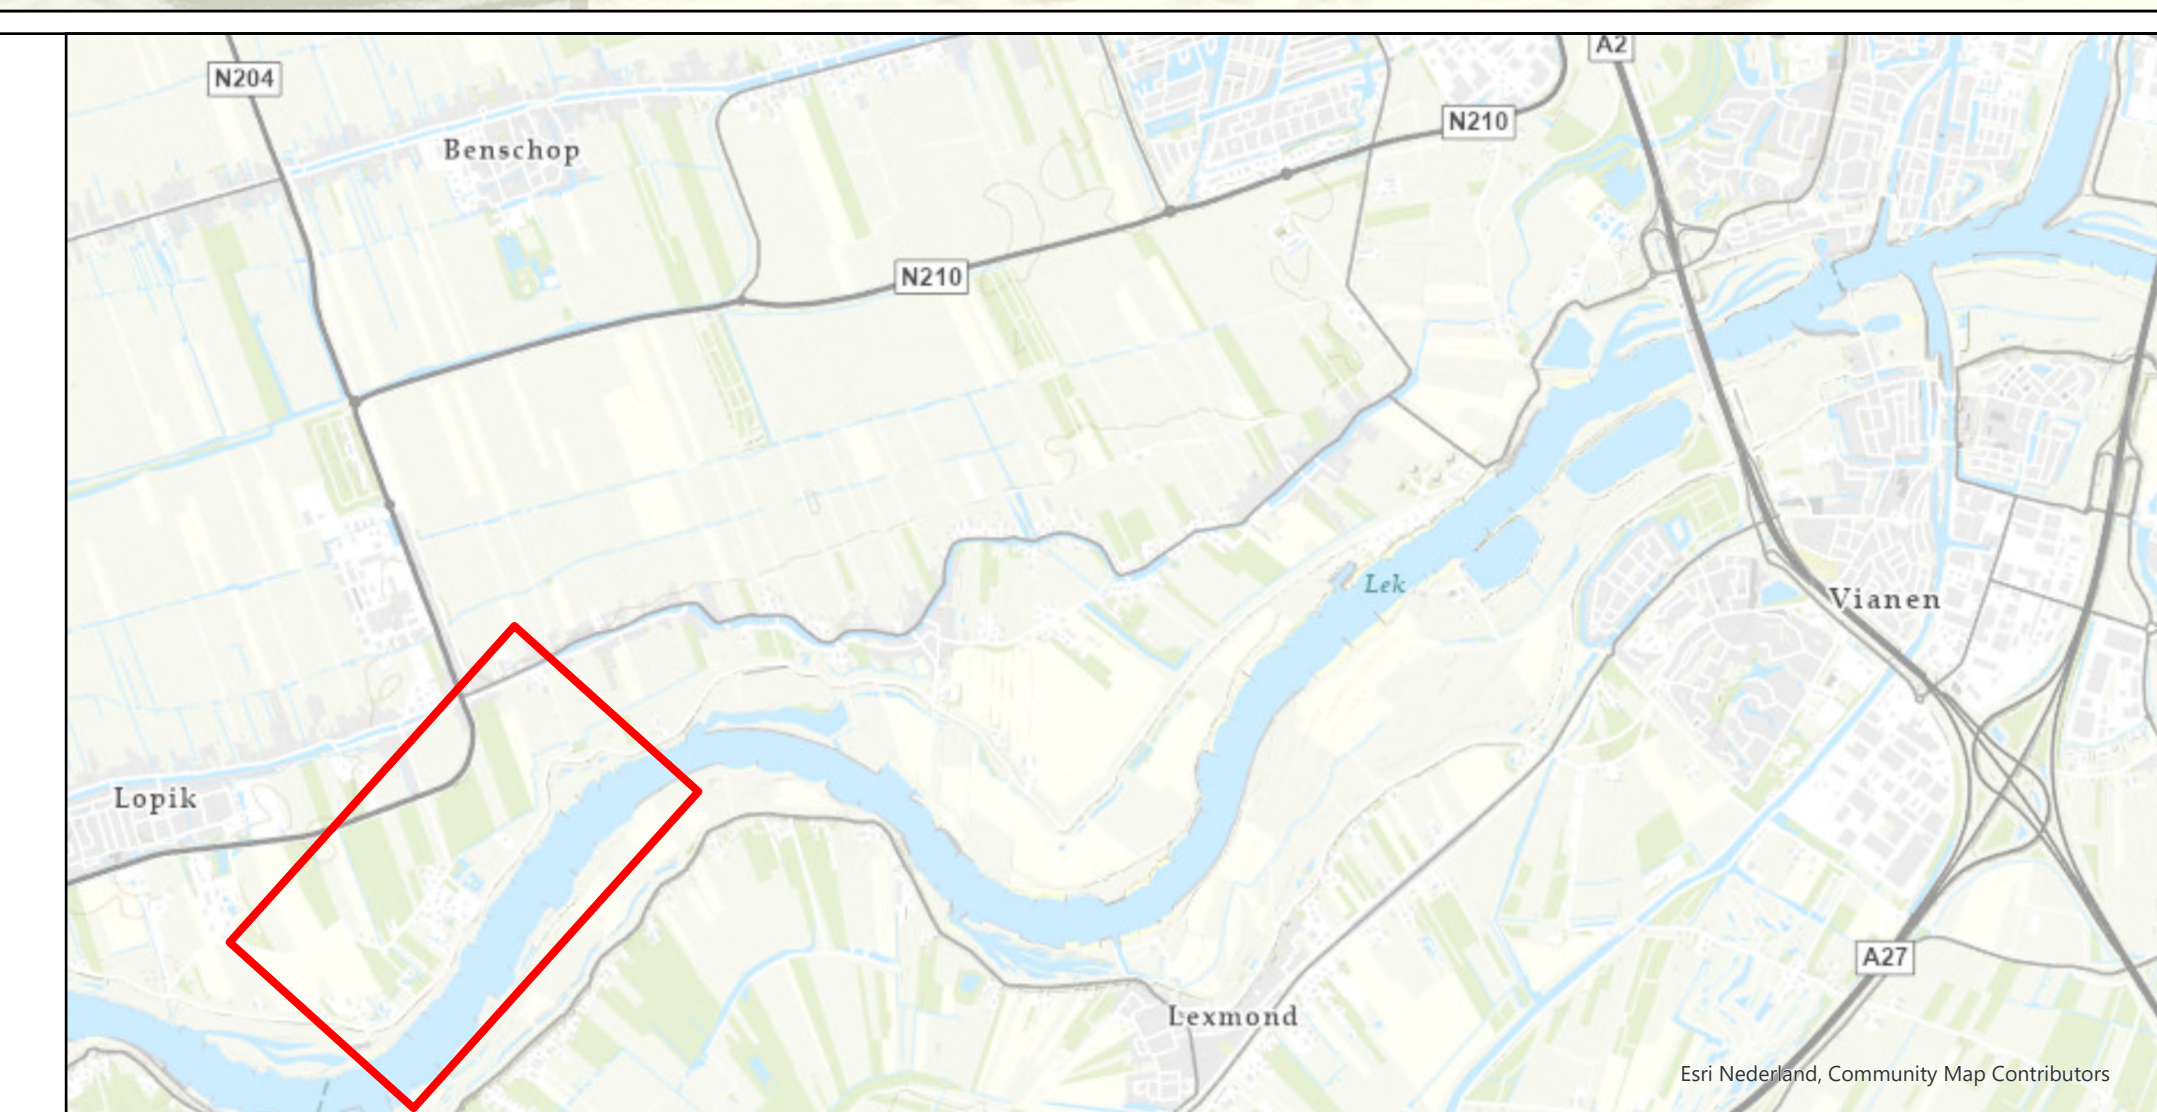 A2
N204
N210
Benschop
N210
Lek
Vianen
Lopik
A27
Lexmond
Esri Nederland, Community Map Contributors